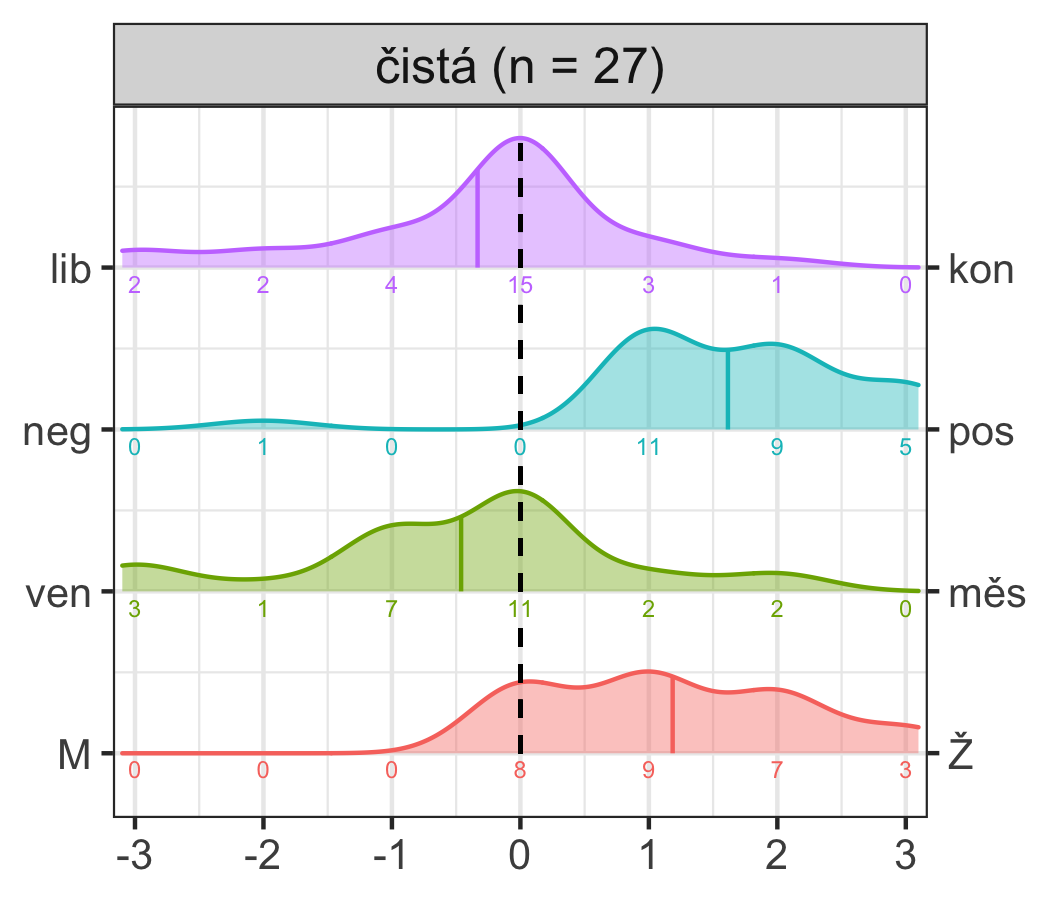 čistá (n = 27)
lib kon
2 2 4 15 3 1 0
neg pos
0 1 0 0 11 9 5
ven měs
3 1 7 11 2 2 0
M Ž
0 0 0 8 9 7 3
-3 -2 -1 0 1 2 3